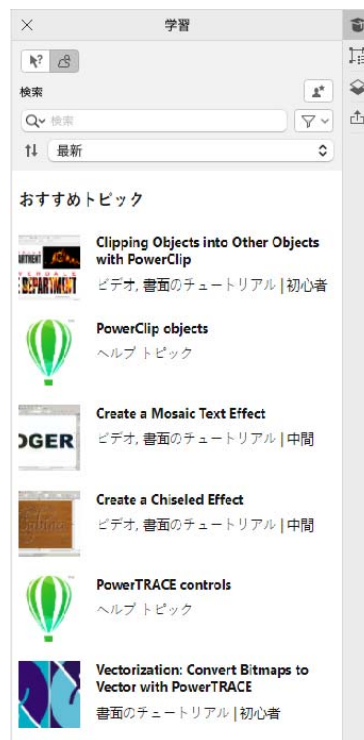 学習
検索
検索
最新
おすすめトピック
Clipping Objects into Other Objects
with PowerClip
ビデオ, 書面のチュートリアル | 初心者
PowerClip objects
ヘルプ トピック
Create a Mosaic Text Effect
OGER
ビデオ, 書面のチュートリアル | 中間
Create a Chiseled Effect
ビデオ, 書面のチュートリアル | 中間
PowerTRACE controls
ヘルプ トピック
Vectorization: Convert Bitmaps to
Vector with PowerTRACE
書面のチュートリアル | 初心者